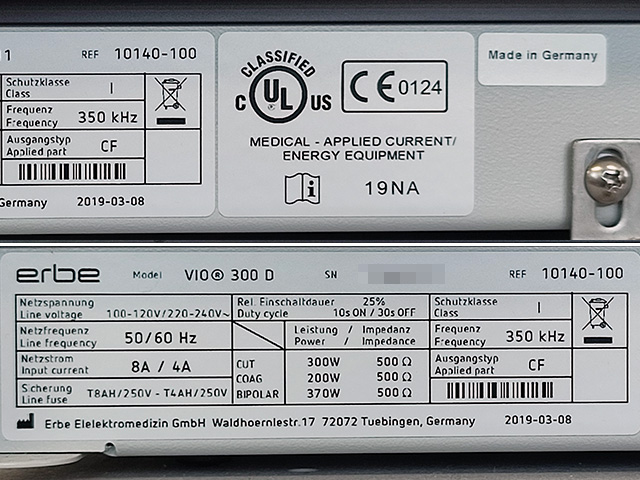 1 REF 10140-100
Schutzklasse
Class I
Frequenz
Frequency 350 kHz
Ausgangstyp
Applied part CF
Germany 2019-03-08
CLASSIFIED
C UL US
CE 0124
MEDICAL - APPLIED CURRENT/
ENERGY EQUIPMENT
i 19NA
Made in Germany
erbe Model VIO® 300 D SN REF 10140-100
Netzspannung
Line voltage 100-120V/220-240V~
Rel. Einschaltdauer 25%
Duty cycle 10s ON / 30s OFF
Schutzklasse
Class I
Netzfrequenz
Line frequency 50/60 Hz
Leistung / Impedanz
Power / Impedance
Frequenz
Frequency 350 kHz
Netzstrom
Input current 8A / 4A
CUT 300W 500 Ω
COAG 200W 500 Ω
BIPOLAR 370W 500 Ω
Ausgangstyp
Applied part CF
Sicherung
Line fuse T8AH/250V - T4AH/250V
Erbe Elelektromedizin GmbH Waldhoernlestr.17 72072 Tuebingen, Germany 2019-03-08